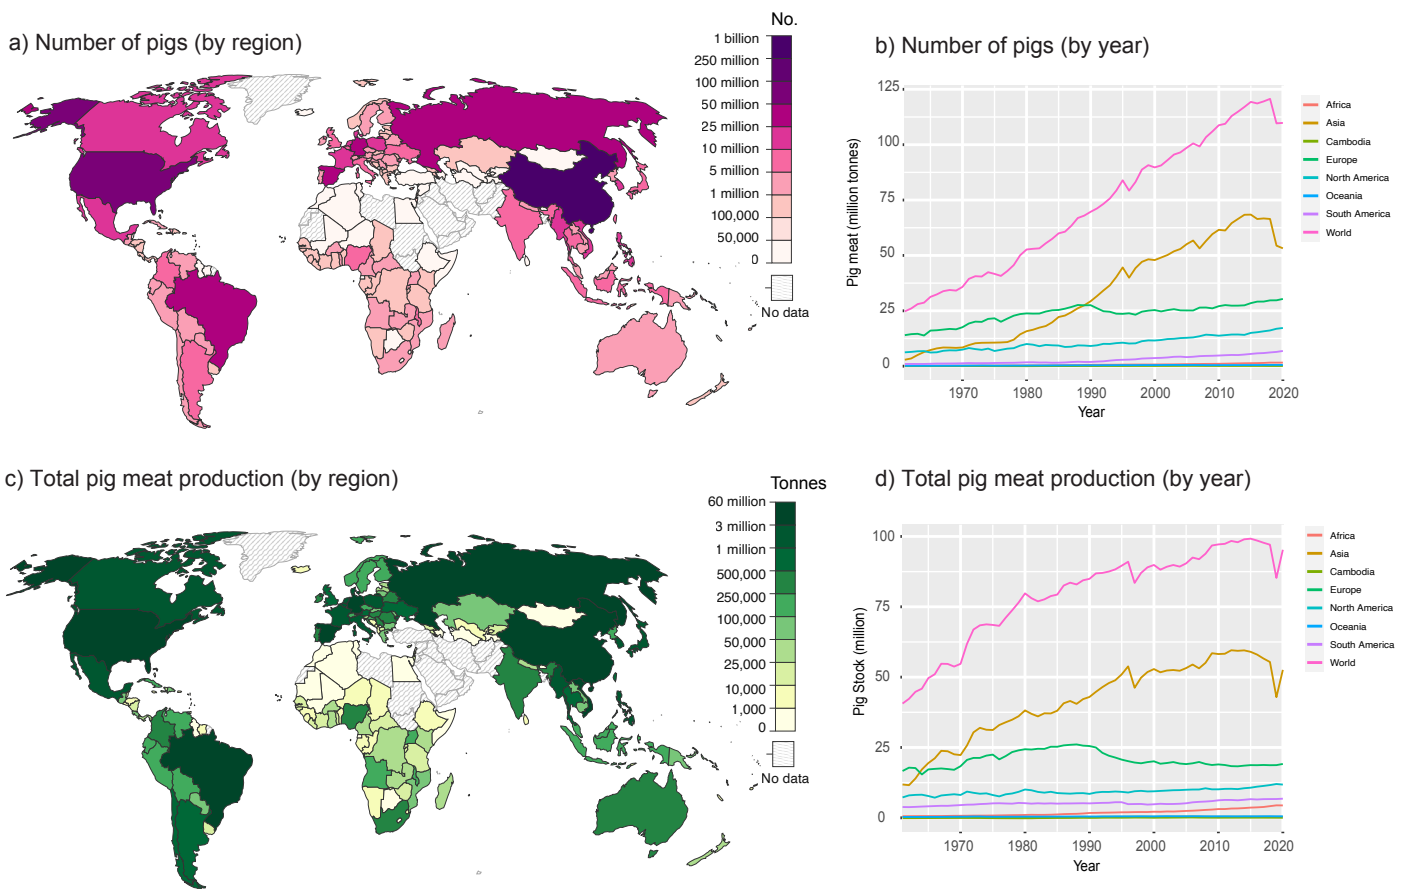 a) Number of pigs (by region)
No.
1 billion
250 million
100 million
50 million
25 million
10 million
5 million
1 million
100,000
50,000
0
No data
b) Number of pigs (by year)
Pig meat (million tonnes)
125
100
75
50
25
0
1970
1980
1990
2000
2010
2020
Year
Africa
Asia
Cambodia
Europe
North America
Oceania
South America
World
c) Total pig meat production (by region)
Tonnes
60 million
3 million
1 million
500,000
250,000
100,000
50,000
25,000
10,000
1,000
0
No data
d) Total pig meat production (by year)
Pig Stock (million)
100
75
50
25
0
1970
1980
1990
2000
2010
2020
Year
Africa
Asia
Cambodia
Europe
North America
Oceania
South America
World